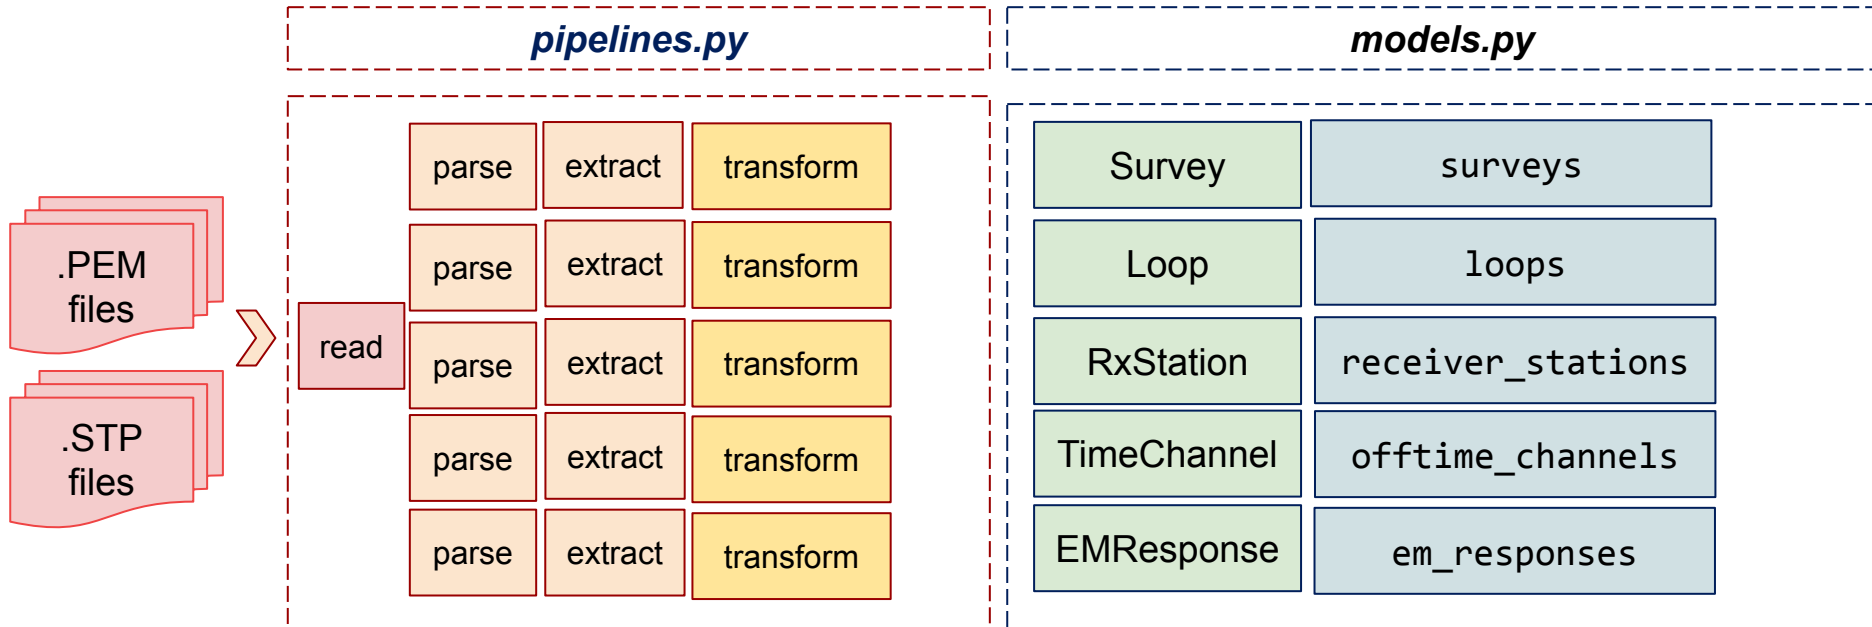 pipelines.py
models.py
.PEM
files
.STP
files
read
parse extract transform
parse extract transform
parse extract transform
parse extract transform
parse extract transform
Survey surveys
Loop loops
RxStation receiver_stations
TimeChannel offtime_channels
EMResponse em_responses